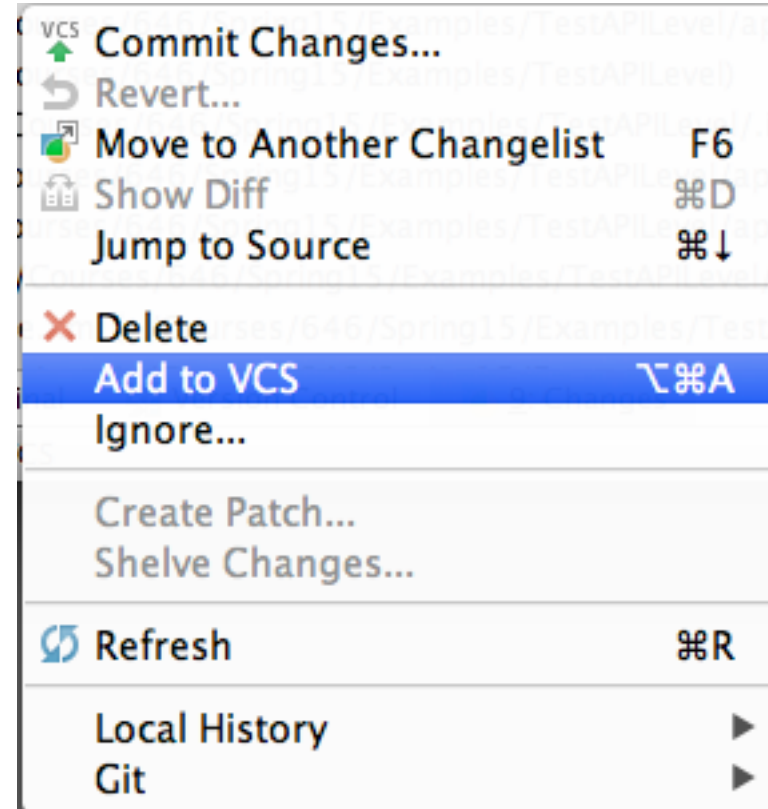 VCS
Commit Changes...
Revert...
Move to Another Changelist F6
Show Diff ⌘D
Jump to Source ⌘↓
Delete
Add to VCS ⌥⌘A
Ignore...
Create Patch...
Shelve Changes...
Refresh ⌘R
Local History ▶
Git ▶